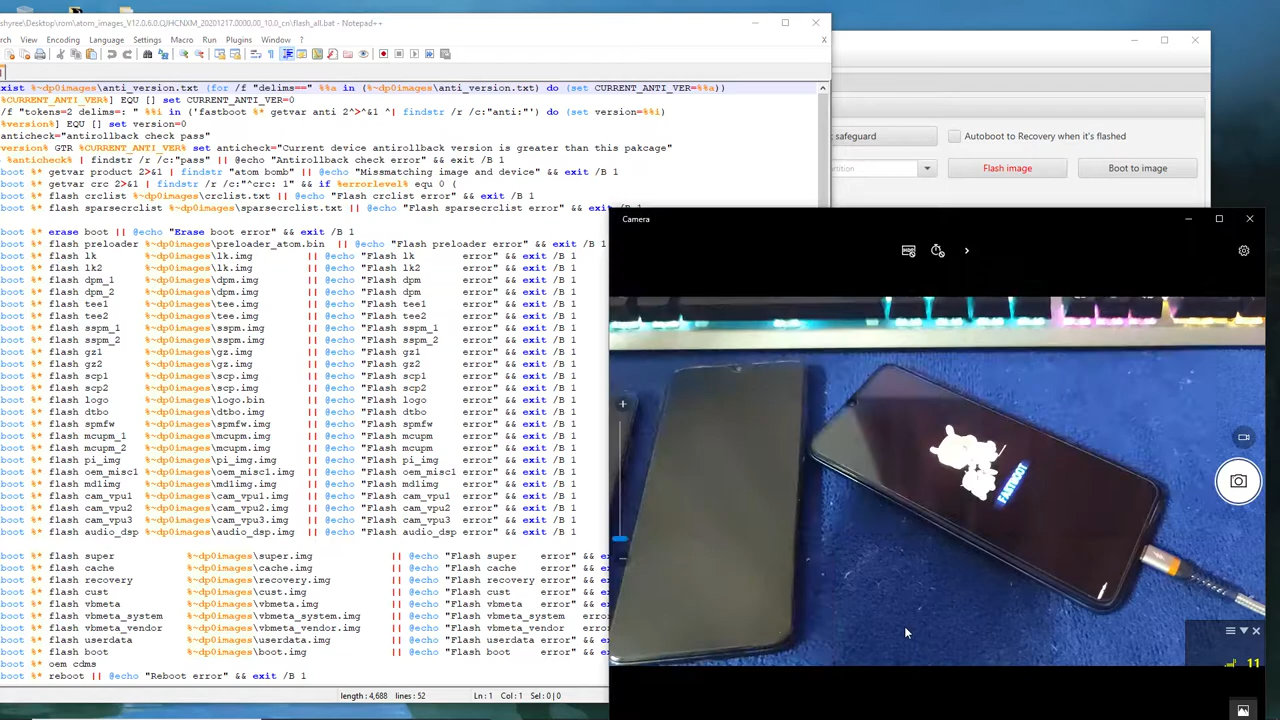 shyree\Desktop\rom\atom_images_V12.0.6.0.QJHCNXM_20201217.0000.00_10.0_cn\flash_all.bat - Notepad++
rch View Encoding Language Settings Macro Run Plugins Window ?
xist %~dp0images\anti_version.txt (for /f "delims==" %%a in (%~dp0images\anti_version.txt) do (set CURRENT_ANTI_VER=%%a))
%CURRENT_ANTI_VER%] EQU [] set CURRENT_ANTI_VER=0
/f "tokens=2 delims=: " %%i in ('fastboot %* getvar anti 2^>^&1 ^| findstr /r /c:"anti:"') do (set version=%%i)
%version%] EQU [] set version=0
anticheck="antirollback check pass"
%version% GTR %CURRENT_ANTI_VER% set anticheck="Current device antirollback version is greater than this pakcage"
%anticheck% | findstr /r /c:"pass" || @echo "Antirollback check error" && exit /B 1
boot %* getvar product 2>&1 | findstr "atom bomb" || @echo "Missmatching image and device" && exit /B 1
boot %* getvar crc 2>&1 | findstr /r /c:"^crc: 1" && if %errorlevel% equ 0 (
boot %* flash crclist %~dp0images\crclist.txt || @echo "Flash crclist error" && exit /B 1
boot %* flash sparsecrclist %~dp0images\sparsecrclist.txt || @echo "Flash sparsecrclist error" && exi
boot %* erase boot || @echo "Erase boot error" && exit /B 1
boot %* flash preloader %~dp0images\preloader_atom.bin || @echo "Flash preloader error" && exit /B 1
boot %* flash lk %~dp0images\lk.img || @echo "Flash lk error" && exit /B 1
boot %* flash lk2 %~dp0images\lk.img || @echo "Flash lk2 error" && exit /B 1
boot %* flash dpm_1 %~dp0images\dpm.img || @echo "Flash dpm error" && exit /B 1
boot %* flash dpm_2 %~dp0images\dpm.img || @echo "Flash dpm error" && exit /B 1
boot %* flash tee1 %~dp0images\tee.img || @echo "Flash tee1 error" && exit /B 1
boot %* flash tee2 %~dp0images\tee.img || @echo "Flash tee2 error" && exit /B 1
boot %* flash sspm_1 %~dp0images\sspm.img || @echo "Flash sspm_1 error" && exit /B 1
boot %* flash sspm_2 %~dp0images\sspm.img || @echo "Flash sspm_2 error" && exit /B 1
boot %* flash gz1 %~dp0images\gz.img || @echo "Flash gz1 error" && exit /B 1
boot %* flash gz2 %~dp0images\gz.img || @echo "Flash gz2 error" && exit /B 1
boot %* flash scp1 %~dp0images\scp.img || @echo "Flash scp1 error" && exit /B 1
boot %* flash scp2 %~dp0images\scp.img || @echo "Flash scp2 error" && exit /B 1
boot %* flash logo %~dp0images\logo.bin || @echo "Flash logo error" && exit /B 1
boot %* flash dtbo %~dp0images\dtbo.img || @echo "Flash dtbo error" && exit /B 1
boot %* flash spmfw %~dp0images\spmfw.img || @echo "Flash spmfw error" && exit /B 1
boot %* flash mcupm_1 %~dp0images\mcupm.img || @echo "Flash mcupm error" && exit /B 1
boot %* flash mcupm_2 %~dp0images\mcupm.img || @echo "Flash mcupm error" && exit /B 1
boot %* flash pi_img %~dp0images\pi_img.img || @echo "Flash pi_img error" && exit /B 1
boot %* flash oem_misc1 %~dp0images\oem_misc1.img || @echo "Flash oem_misc1 error" && exit /B 1
boot %* flash md1img %~dp0images\md1img.img || @echo "Flash md1img error" && exit /B 1
boot %* flash cam_vpu1 %~dp0images\cam_vpu1.img || @echo "Flash cam_vpu1 error" && exit /B 1
boot %* flash cam_vpu2 %~dp0images\cam_vpu2.img || @echo "Flash cam_vpu2 error" && exit /B 1
boot %* flash cam_vpu3 %~dp0images\cam_vpu3.img || @echo "Flash cam_vpu3 error" && exit /B 1
boot %* flash audio_dsp %~dp0images\audio_dsp.img || @echo "Flash audio_dsp error" && exit /B 1
boot %* flash super %~dp0images\super.img || @echo "Flash super error" && e
boot %* flash cache %~dp0images\cache.img || @echo "Flash cache error" && e
boot %* flash recovery %~dp0images\recovery.img || @echo "Flash recovery error" && e
boot %* flash cust %~dp0images\cust.img || @echo "Flash cust error" && e
boot %* flash vbmeta %~dp0images\vbmeta.img || @echo "Flash vbmeta error" && e
boot %* flash vbmeta_system %~dp0images\vbmeta_system.img || @echo "Flash vbmeta_system error" && e
boot %* flash vbmeta_vendor %~dp0images\vbmeta_vendor.img || @echo "Flash vbmeta_vendor error" && e
boot %* flash userdata %~dp0images\userdata.img || @echo "Flash userdata error" && e
boot %* flash boot %~dp0images\boot.img || @echo "Flash boot error" && e
boot %* oem cdms
boot %* reboot || @echo "Reboot error" && exit /B 1
length : 4,688 lines : 52 Ln : 1 Col : 1 Sel : 0 | 0
safeguard
Autoboot to Recovery when it's flashed
Flash image
Boot to image
Camera
FASTBOOT
11